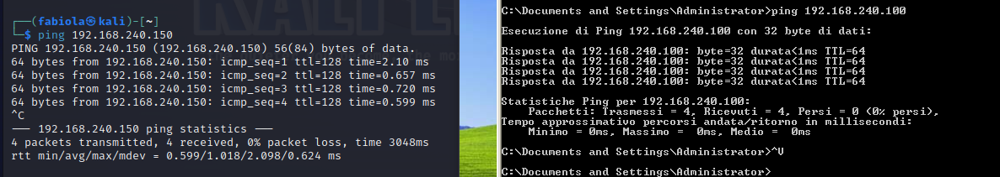 ┌──(fabiola㉿kali)-[~]
└─$ ping 192.168.240.150
PING 192.168.240.150 (192.168.240.150) 56(84) bytes of data.
64 bytes from 192.168.240.150: icmp_seq=1 ttl=128 time=2.10 ms
64 bytes from 192.168.240.150: icmp_seq=2 ttl=128 time=0.657 ms
64 bytes from 192.168.240.150: icmp_seq=3 ttl=128 time=0.720 ms
64 bytes from 192.168.240.150: icmp_seq=4 ttl=128 time=0.599 ms
^C
--- 192.168.240.150 ping statistics ---
4 packets transmitted, 4 received, 0% packet loss, time 3048ms
rtt min/avg/max/mdev = 0.599/1.018/2.098/0.624 ms
C:\Documents and Settings\Administrator>ping 192.168.240.100
Esecuzione di Ping 192.168.240.100 con 32 byte di dati:
Risposta da 192.168.240.100: byte=32 durata<1ms TTL=64
Risposta da 192.168.240.100: byte=32 durata<1ms TTL=64
Risposta da 192.168.240.100: byte=32 durata<1ms TTL=64
Risposta da 192.168.240.100: byte=32 durata<1ms TTL=64
Statistiche Ping per 192.168.240.100:
Pacchetti: Trasmessi = 4, Ricevuti = 4, Persi = 0 (0% persi),
Tempo approssimativo percorsi andata/ritorno in millisecondi:
Minimo = 0ms, Massimo =  0ms, Medio =  0ms
C:\Documents and Settings\Administrator>^V
C:\Documents and Settings\Administrator>